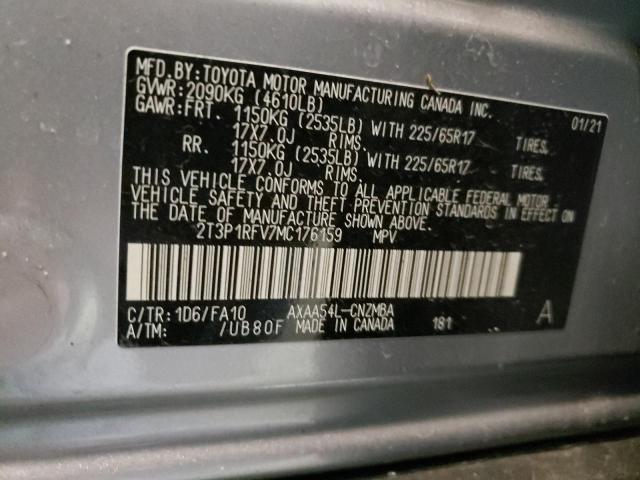 MFD.BY:TOYOTA MOTOR MANUFACTURING CANADA INC.
GVWR:2090KG (4610LB) 01/21
GAWR:FRT. 1150KG (2535LB) WITH 225/65R17 TIRES,
17X7.0J RIMS.
RR. 1150KG (2535LB) WITH 225/65R17 TIRES,
17X7.0J RIMS.
THIS VEHICLE CONFORMS TO ALL APPLICABLE FEDERAL MOTOR
VEHICLE SAFETY AND THEFT PREVENTION STANDARDS IN EFFECT ON
THE DATE OF MANUFACTURE SHOWN ABOVE.
2T3P1RFV7MC176159 MPV
C/TR:1D6/FA10 AXAA54L-CNZMBA A
A/TM: /UB80F MADE IN CANADA 181